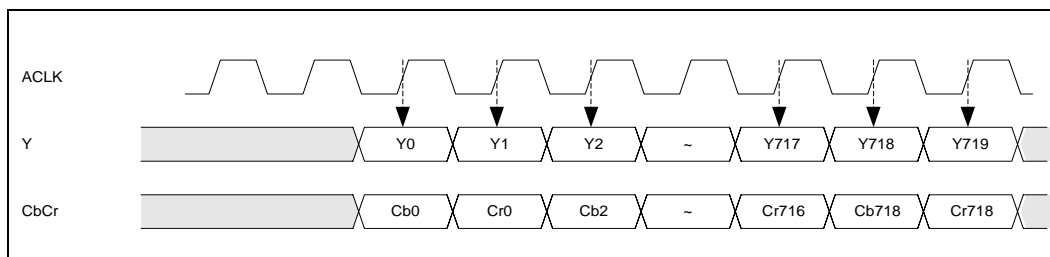 ACLK
Y Y0 Y1 Y2 ~ Y717 Y718 Y719
CbCr Cb0 Cr0 Cb2 ~ Cr716 Cb718 Cr718